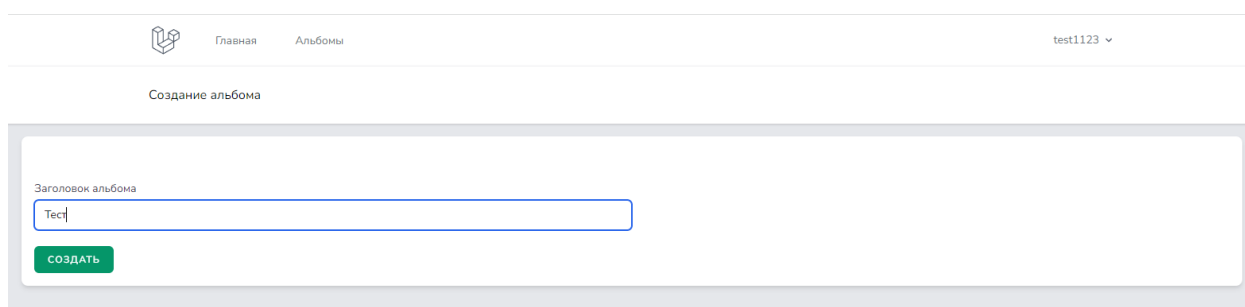 Главная Альбомы test1123
Создание альбома
Заголовок альбома
Тест
СОЗДАТЬ